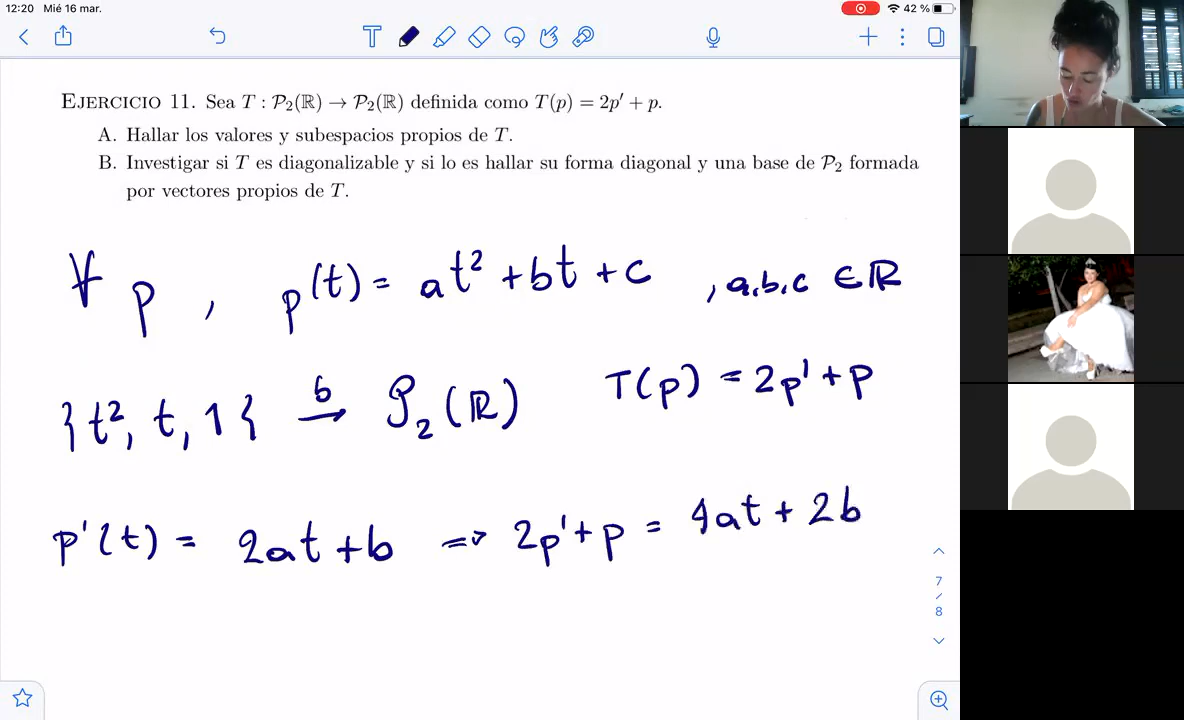 12:20 Mié 16 mar.
42 %
EJERCICIO 11. Sea T : P₂(ℝ) → P₂(ℝ) definida como T(p) = 2p′ + p.
A. Hallar los valores y subespacios propios de T.
B. Investigar si T es diagonalizable y si lo es hallar su forma diagonal y una base de P₂ formada
por vectores propios de T.
∀ p , p(t) = at² + bt + c , a,b,c ∈ ℝ
{t², t, 1} →ᵇ P₂(ℝ) T(p) = 2p' + p
p'(t) = 2at + b ⇒ 2p' + p = 4at + 2b
7
/
8